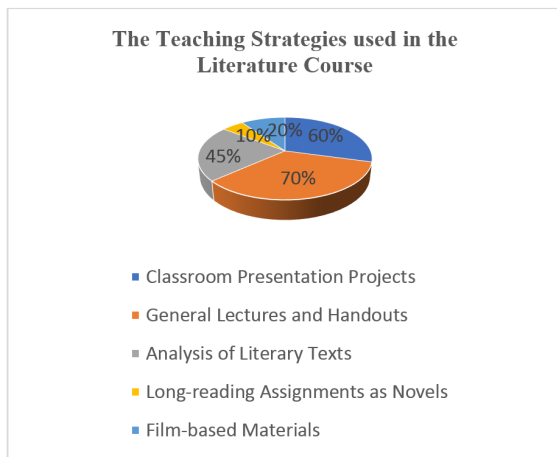 The Teaching Strategies used in the
Literature Course
20%
60%
10%
45%
70%
Classroom Presentation Projects
General Lectures and Handouts
Analysis of Literary Texts
Long-reading Assignments as Novels
Film-based Materials